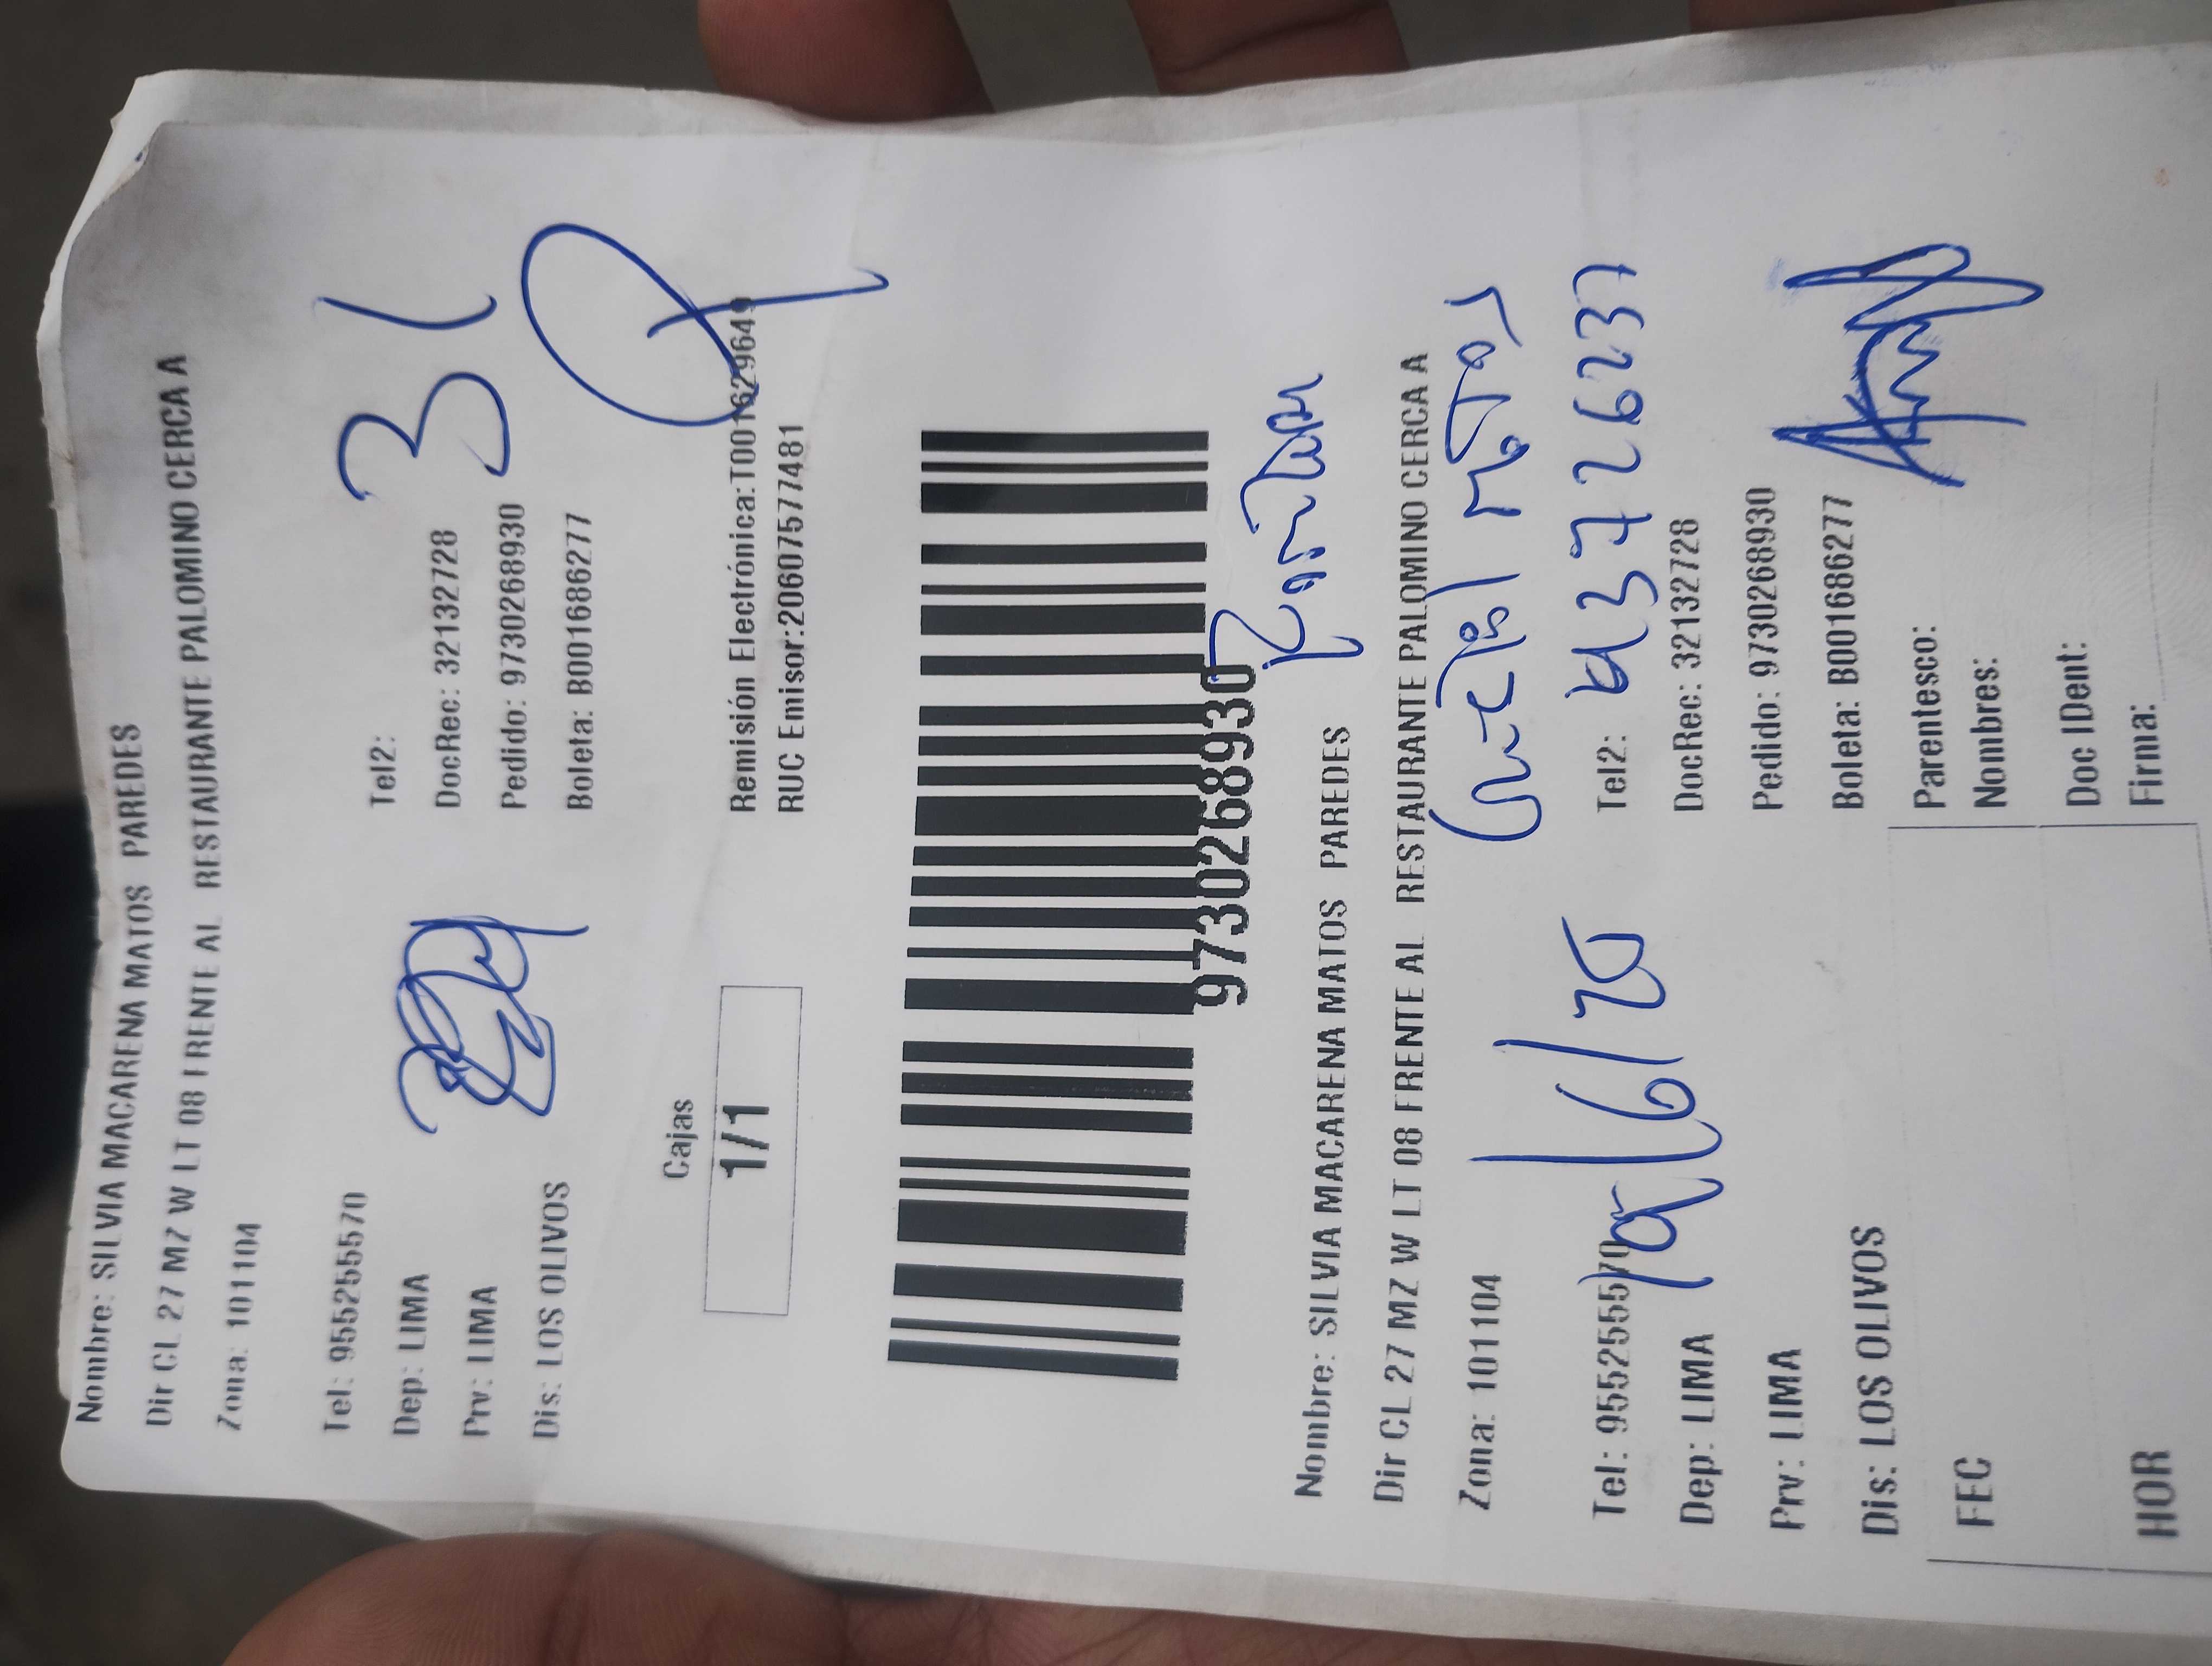 Nombre: SILVIA MACARENA MATOS PAREDES
Dir CL 27 MZ W LT 08 FRENTE AL RESTAURANTE PALOMINO CERCA A
Zona: 101104
Tel: 955255570 Tel2:
Dep: LIMA DocRec: 32132728
Prv: LIMA Pedido: 97302689​30
Dis: LOS OLIVOS Boleta: B001686277
Cajas
1/1
Remisión Electrónica:T00162964
RUC Emisor:20607577481
9730268930
Nombre: SILVIA MACARENA MATOS PAREDES
Dir CL 27 MZ W LT 08 FRENTE AL RESTAURANTE PALOMINO CERCA A
Zona: 101104
Tel: 955255570 Tel2:
Dep: LIMA DocRec: 32132728
Prv: LIMA Pedido: 9730268930
Dis: LOS OLIVOS Boleta: B001686277
FEC Parentesco:
Nombres:
HOR Doc IDent:
Firma: